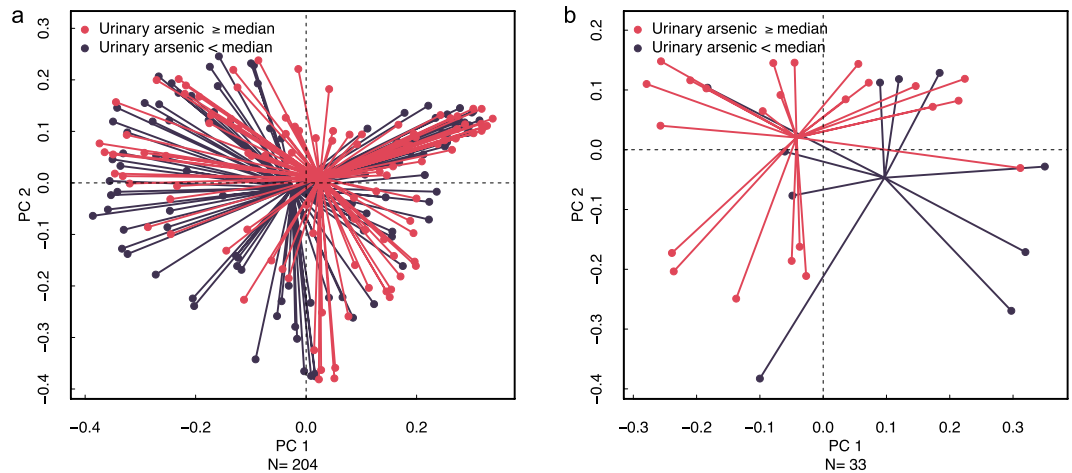 a
Urinary arsenic ≥ median
Urinary arsenic < median
0.3
0.2
0.1
0.0
−0.1
−0.2
−0.3
−0.4
PC 2
−0.4
−0.2
0.0
0.2
PC 1
N= 204
b
Urinary arsenic ≥ median
Urinary arsenic < median
0.2
0.1
0.0
−0.1
−0.2
−0.3
−0.4
PC 2
−0.3
−0.2
−0.1
0.0
0.1
0.2
0.3
PC 1
N= 33